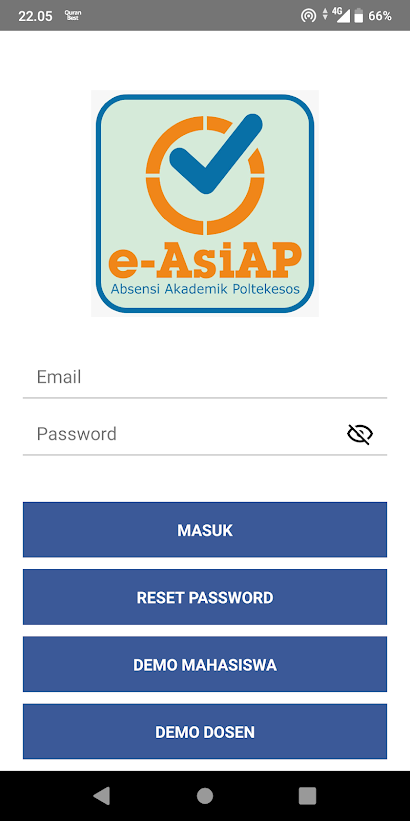 22.05 Quran Best 4G 66%
e-AsiAP
Absensi Akademik Poltekesos
Email
Password
MASUK
RESET PASSWORD
DEMO MAHASISWA
DEMO DOSEN